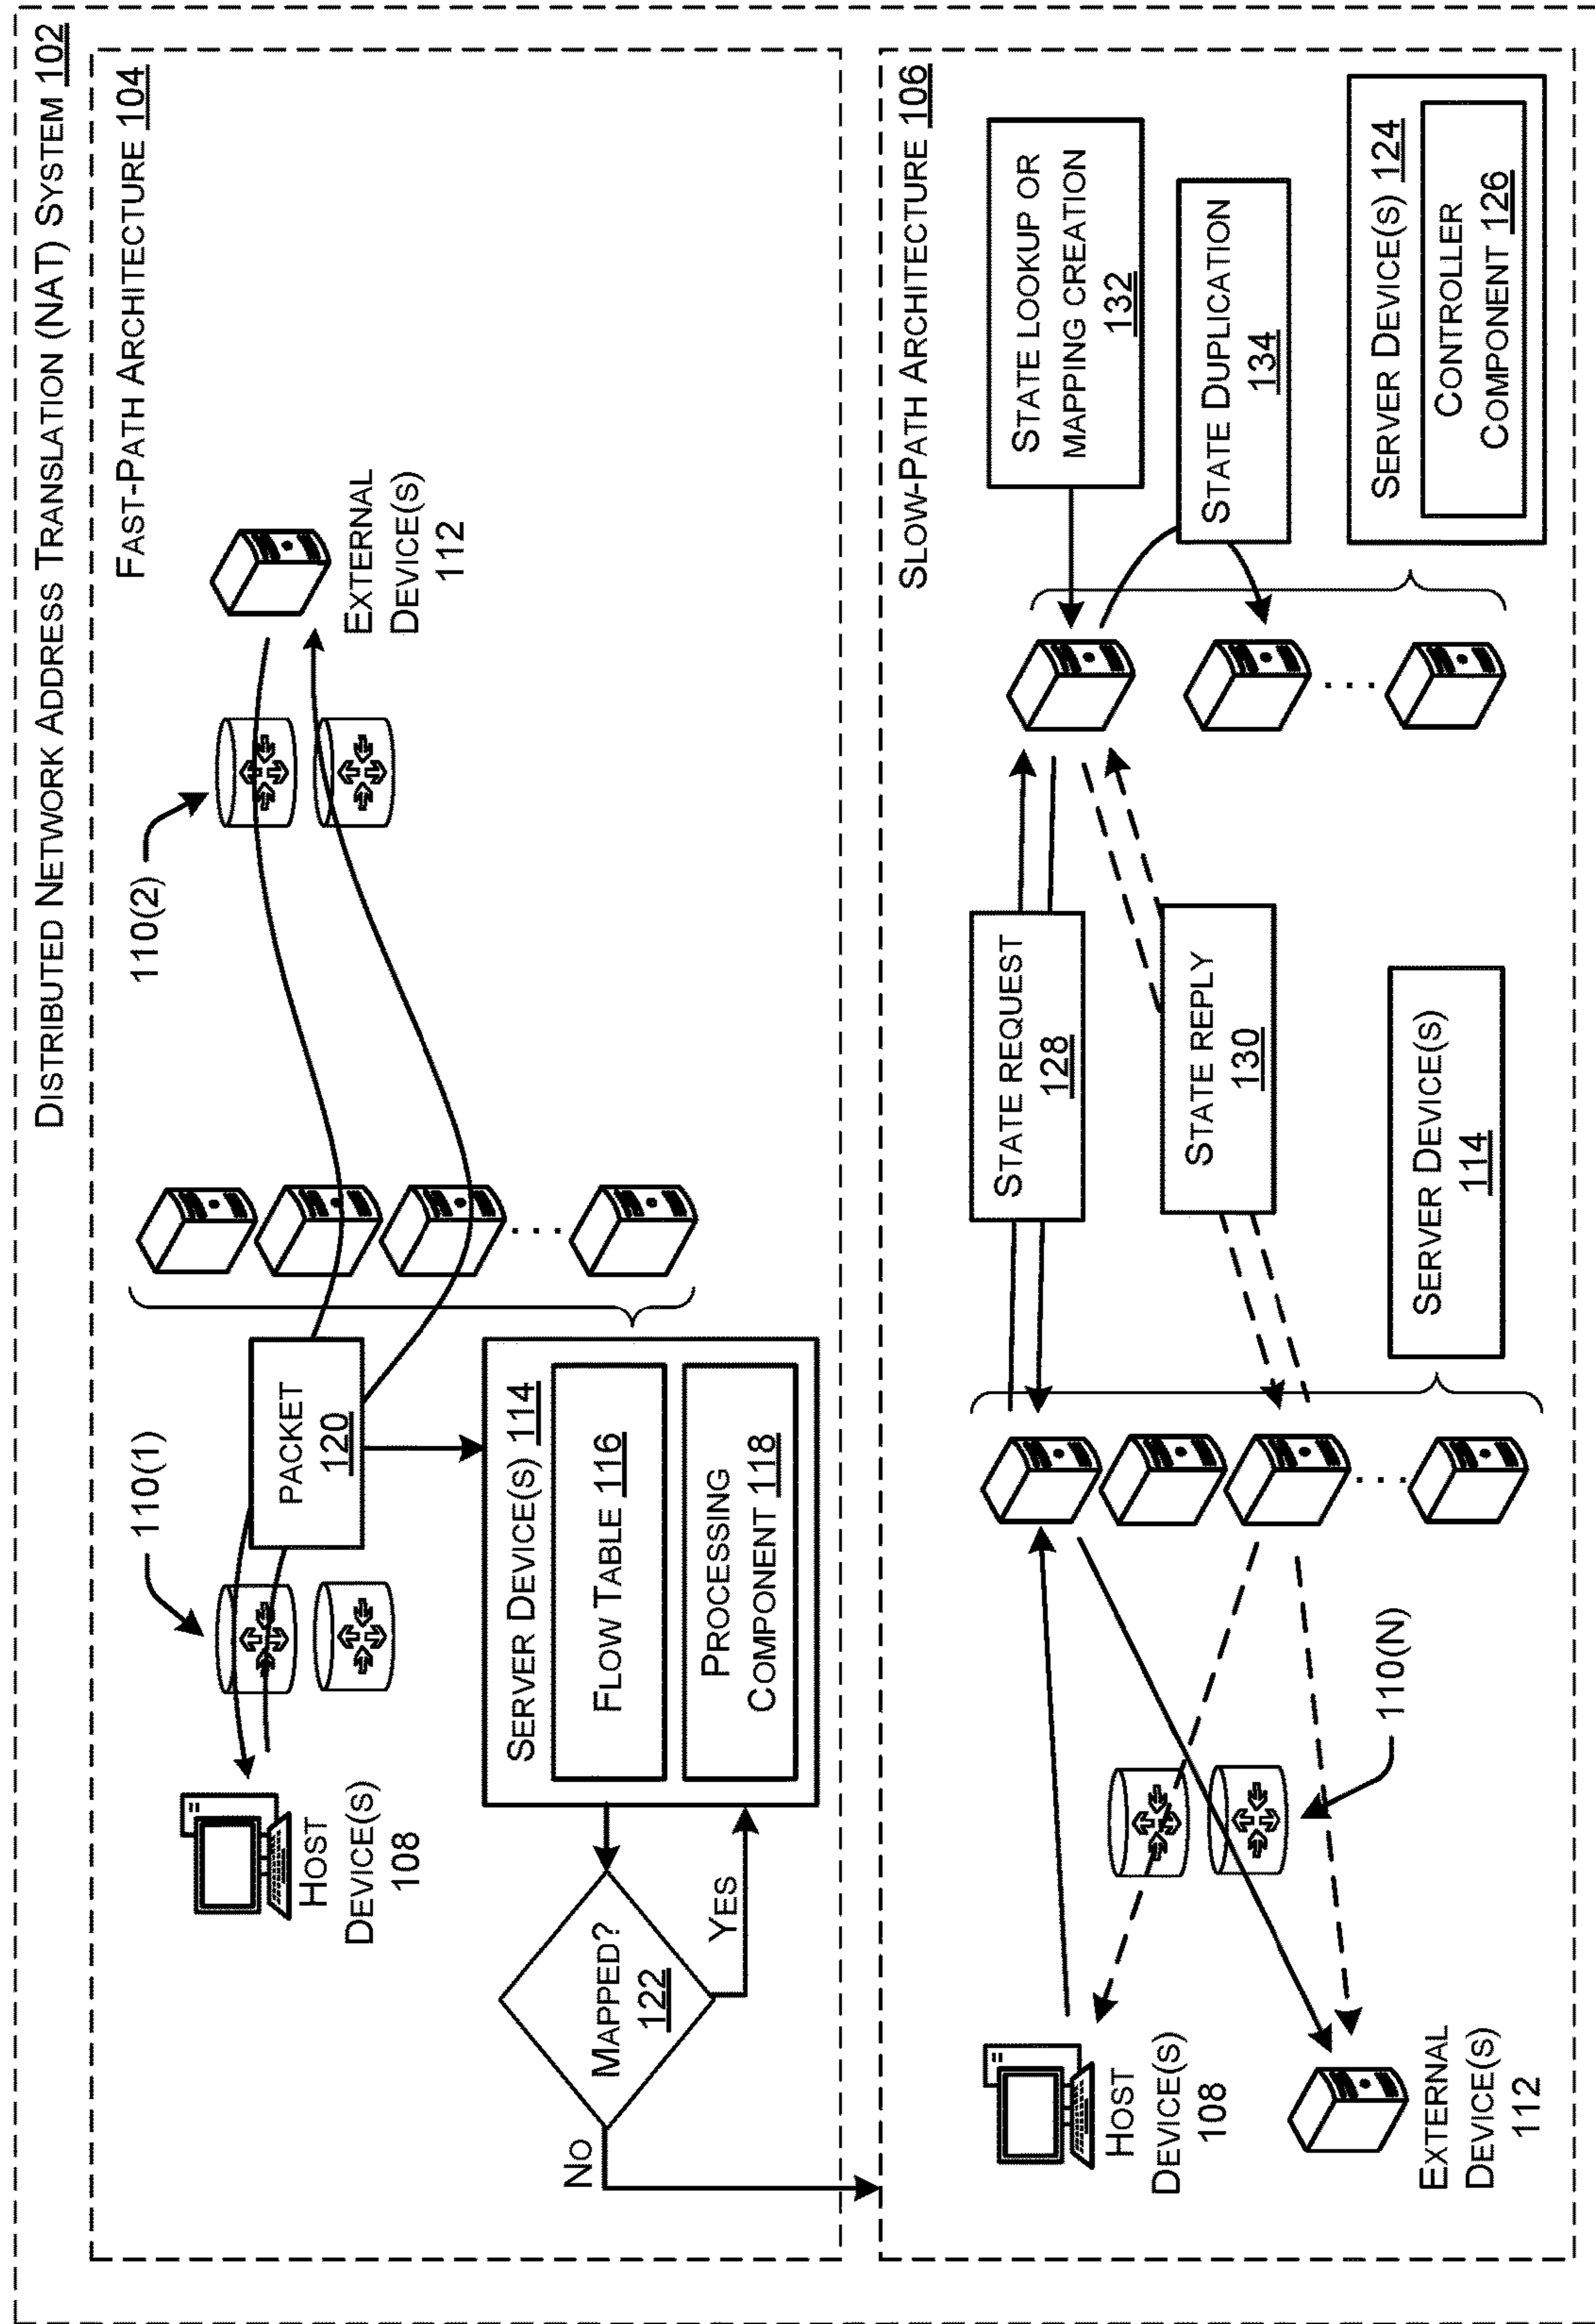 DISTRIBUTED NETWORK ADDRESS TRANSLATION (NAT) SYSTEM 102
FAST-PATH ARCHITECTURE 104
110(1)
110(2)
PACKET
120
HOST
DEVICE(S)
108
EXTERNAL
DEVICE(S)
112
SERVER DEVICE(S) 114
FLOW TABLE 116
PROCESSING
COMPONENT 118
MAPPED?
122
YES
NO
...
SLOW-PATH ARCHITECTURE 106
STATE REQUEST
128
STATE LOOKUP OR
MAPPING CREATION
132
HOST
DEVICE(S)
108
STATE REPLY
130
STATE DUPLICATION
134
...
...
110(N)
EXTERNAL
DEVICE(S)
112
SERVER DEVICE(S)
114
SERVER DEVICE(S) 124
CONTROLLER
COMPONENT 126